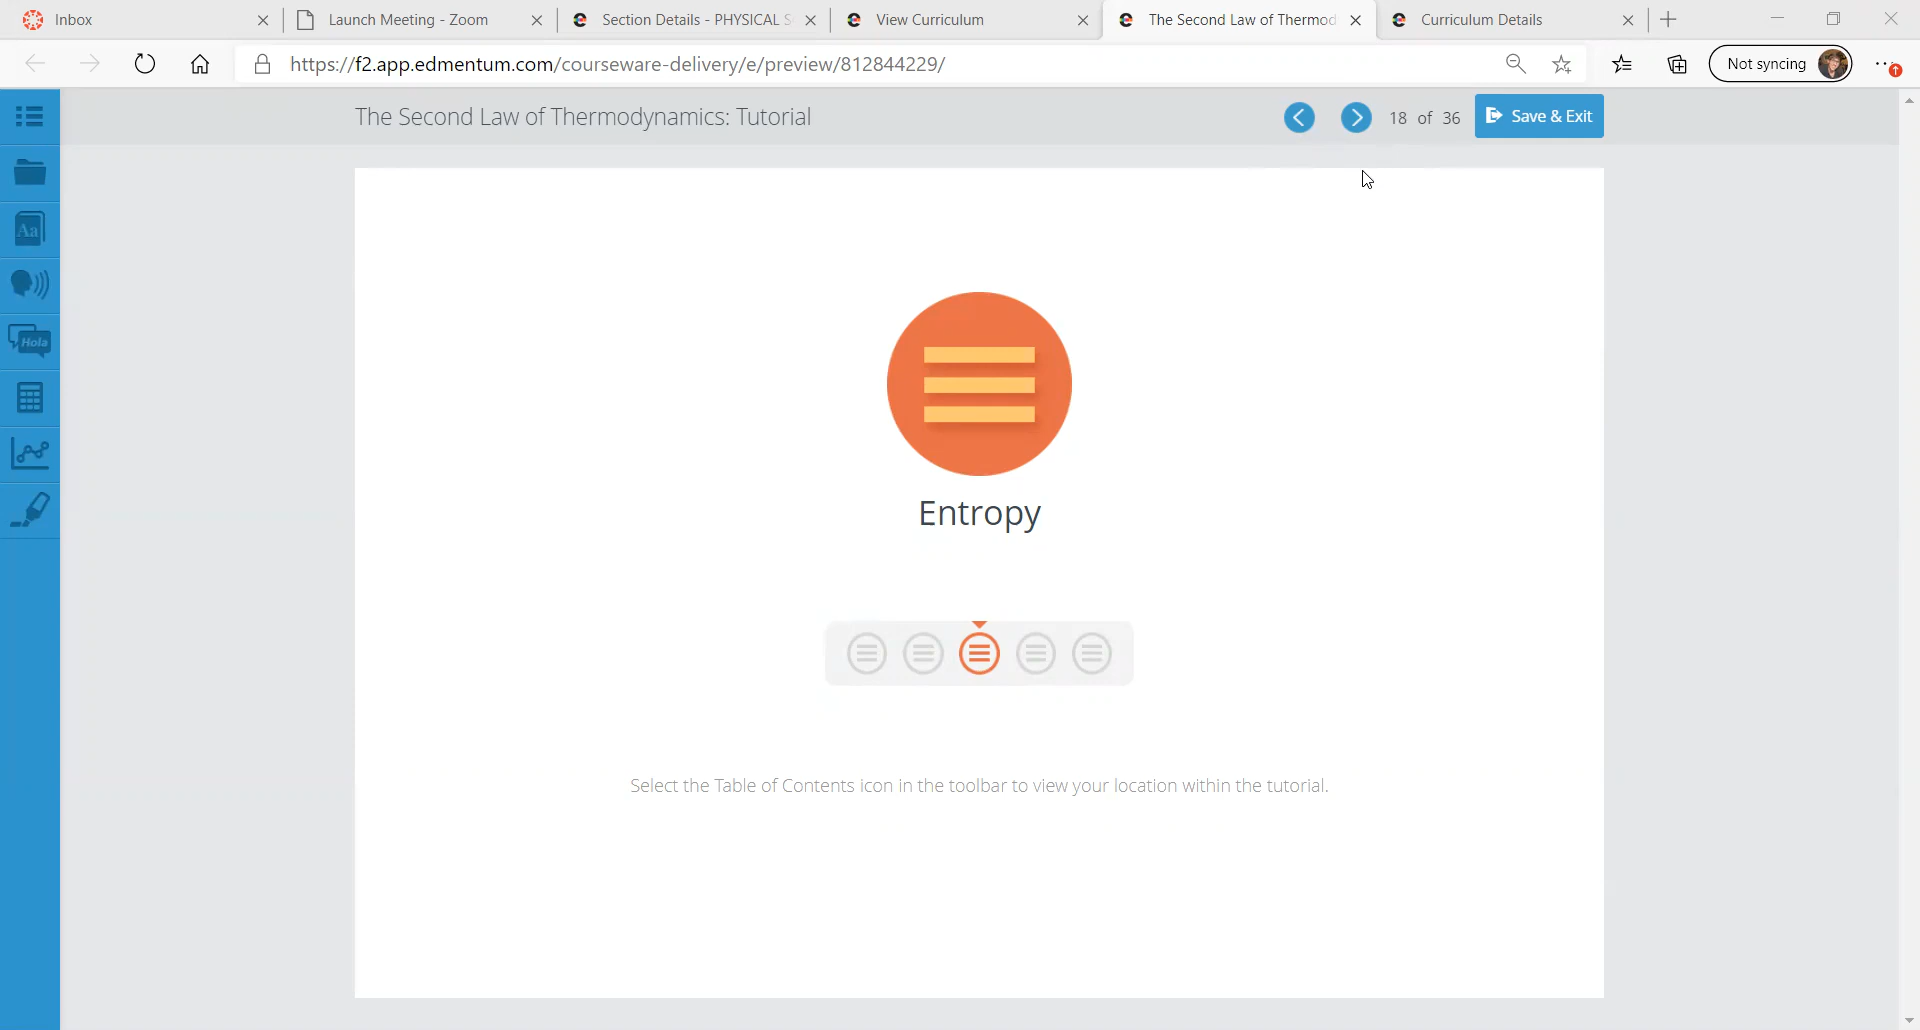 Inbox
Launch Meeting - Zoom
Section Details - PHYSICAL S
View Curriculum
The Second Law of Thermod
Curriculum Details
https://f2.app.edmentum.com/courseware-delivery/e/preview/812844229/
Not syncing
The Second Law of Thermodynamics: Tutorial
18 of 36
Save & Exit
Aa
Hola
Entropy
Select the Table of Contents icon in the toolbar to view your location within the tutorial.